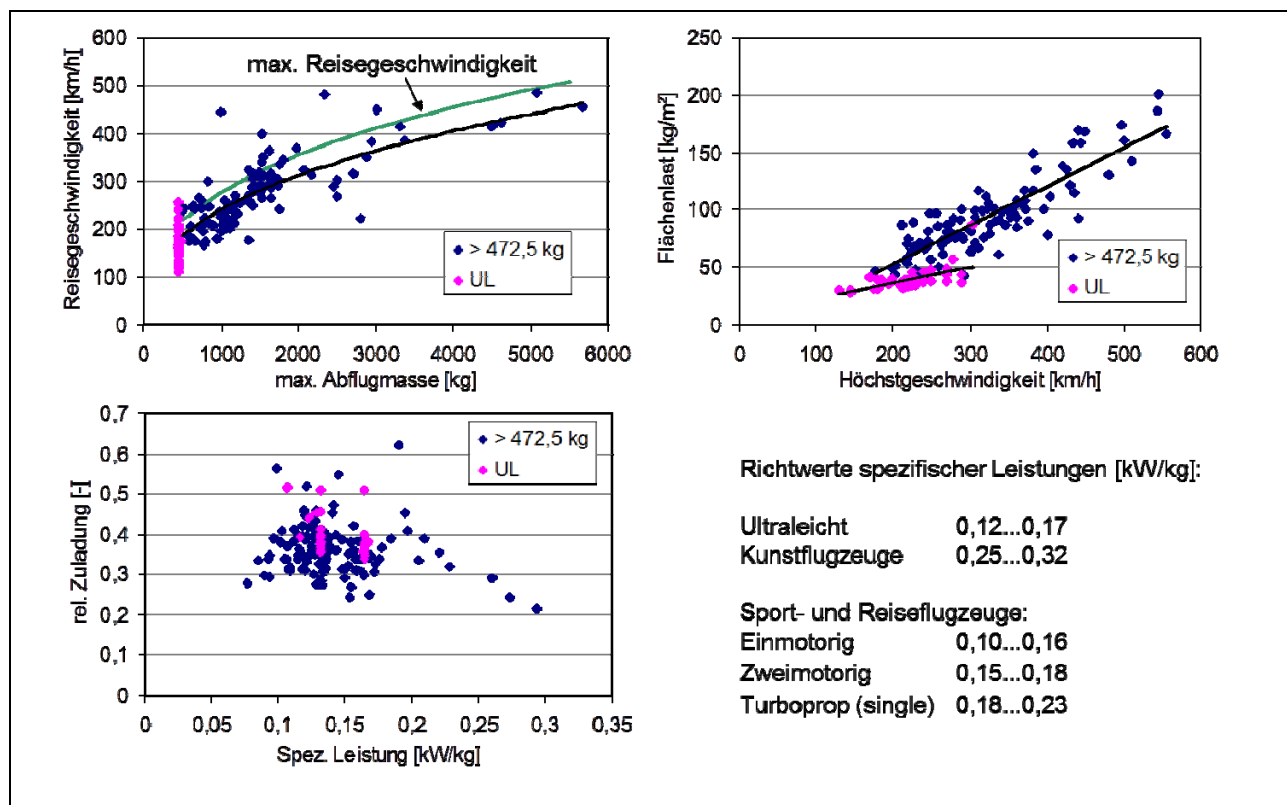 600
500
400
300
200
100
0
Reisegeschwindigkeit [km/h]
max. Reisegeschwindigkeit
> 472,5 kg
UL
0 1000 2000 3000 4000 5000 6000
max. Abflugmasse [kg]
250
200
150
100
50
0
Flächenlast [kg/m²]
> 472,5 kg
UL
0 100 200 300 400 500 600
Höchstgeschwindigkeit [km/h]
0,7
0,6
0,5
0,4
0,3
0,2
0,1
0
rel. Zuladung [-]
> 472,5 kg
UL
0 0,05 0,1 0,15 0,2 0,25 0,3 0,35
Spez. Leistung [kW/kg]
Richtwerte spezifischer Leistungen [kW/kg]:
Ultraleicht 0,12...0,17
Kunstflugzeuge 0,25...0,32
Sport- und Reiseflugzeuge:
Einmotorig 0,10...0,16
Zweimotorig 0,15...0,18
Turboprop (single) 0,18...0,23